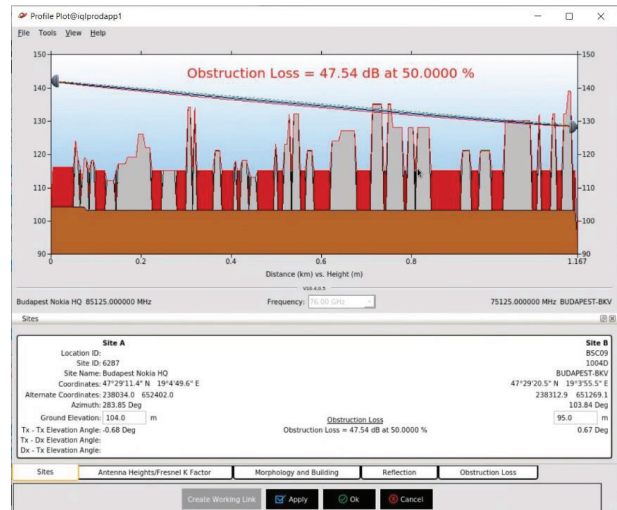 Profile Plot@iqlprodapp1
File Tools View Help
Obstruction Loss = 47.54 dB at 50.0000 %
150 150
140 140
130 130
120 120
110 110
100 100
90 90
0 0.2 0.4 0.6 0.8 1.167
Distance (km) vs. Height (m)
V10.4.0.5
Budapest Nokia HQ 85125.000000 MHz Frequency: 76.00 GHz 75125.000000 MHz BUDAPEST-BKV
Sites
Site A Site B
Location ID: BSC09
Site ID: 6287 1004D
Site Name: Budapest Nokia HQ BUDAPEST-BKV
Coordinates: 47°29'11.4" N 19°4'49.6" E 47°29'20.5" N 19°3'55.5" E
Alternate Coordinates: 238034.0 652402.0 238312.9 651269.1
Azimuth: 283.85 Deg 103.84 Deg
Ground Elevation: 104.0 m Obstruction Loss 95.0 m
Tx - Tx Elevation Angle: -0.68 Deg Obstruction Loss = 47.54 dB at 50.0000 % 0.67 Deg
Tx - Dx Elevation Angle:
Dx - Tx Elevation Angle:
Sites Antenna Heights/Fresnel K Factor Morphology and Building Reflection Obstruction Loss
Create Working Link Apply Ok Cancel